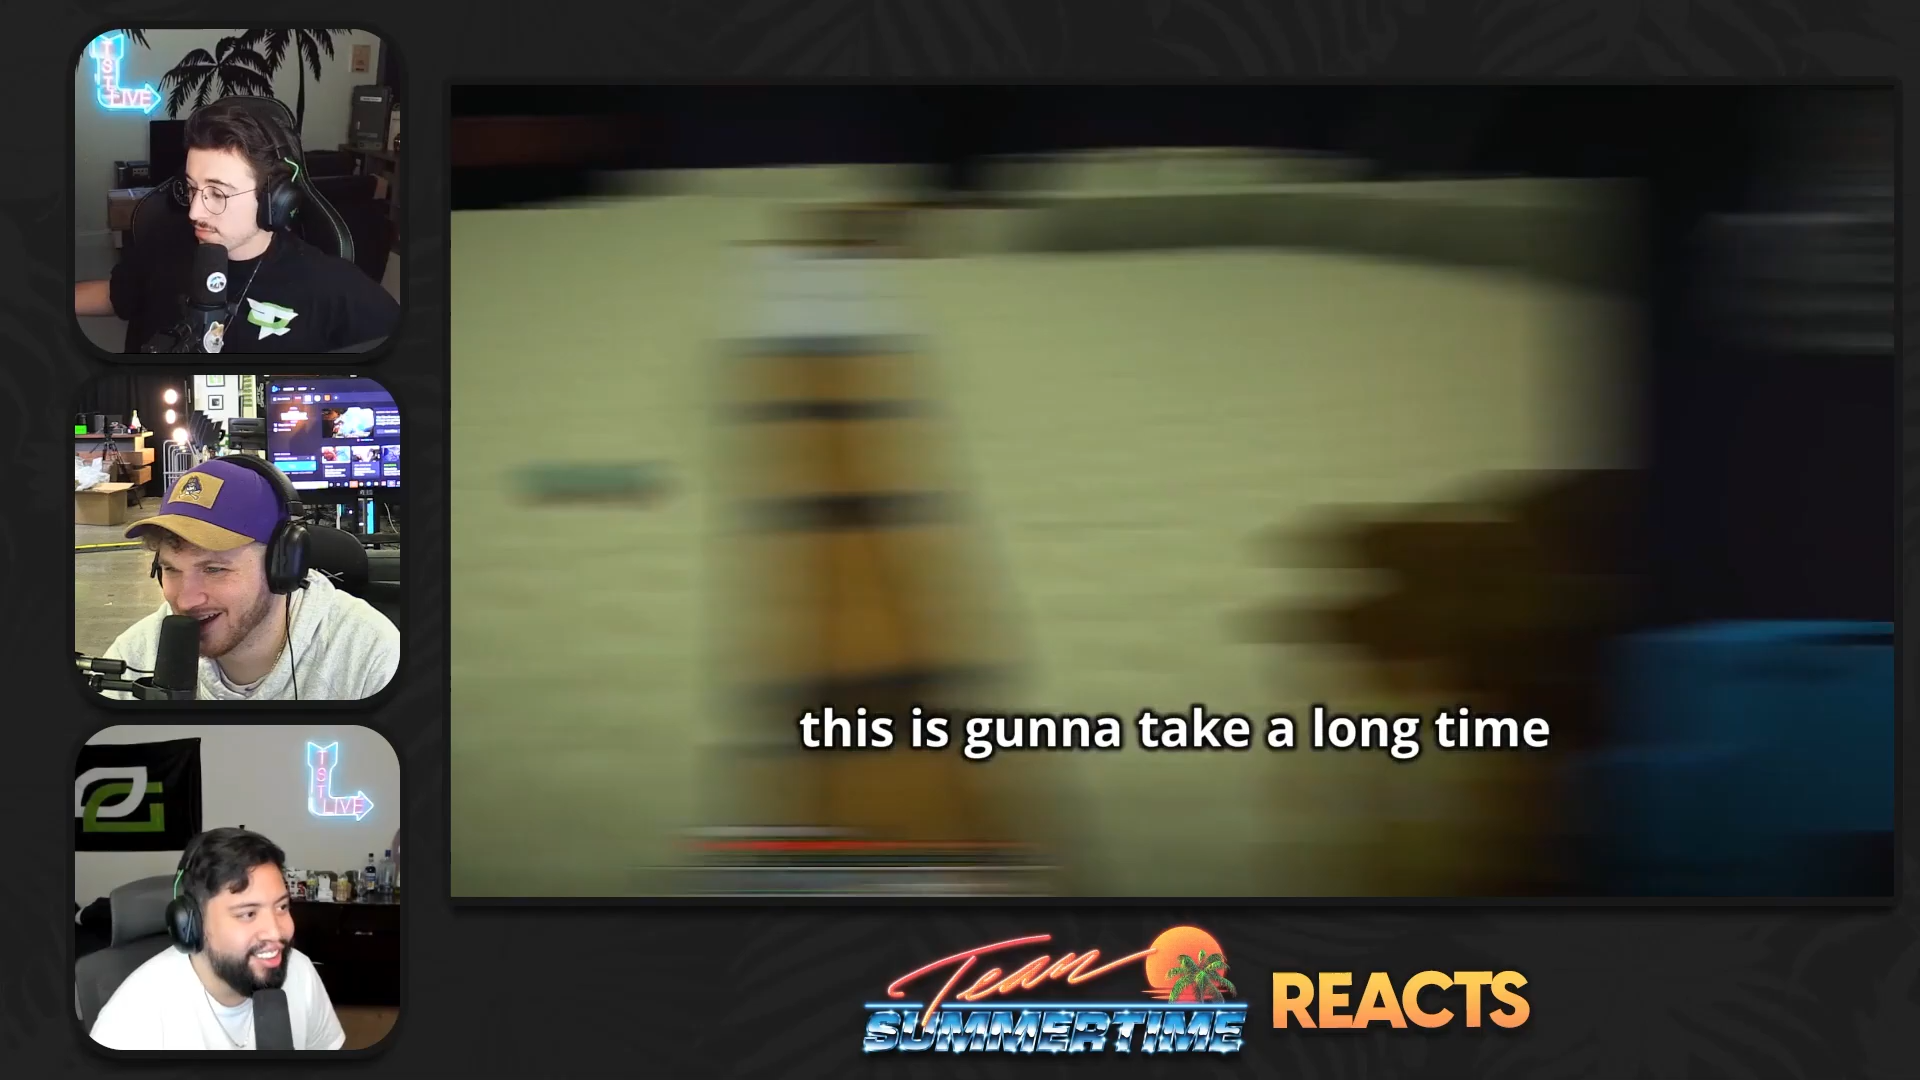 TST
LIVE
this is gunna take a long time
TST
LIVE
Team
SUMMERTIME
REACTS